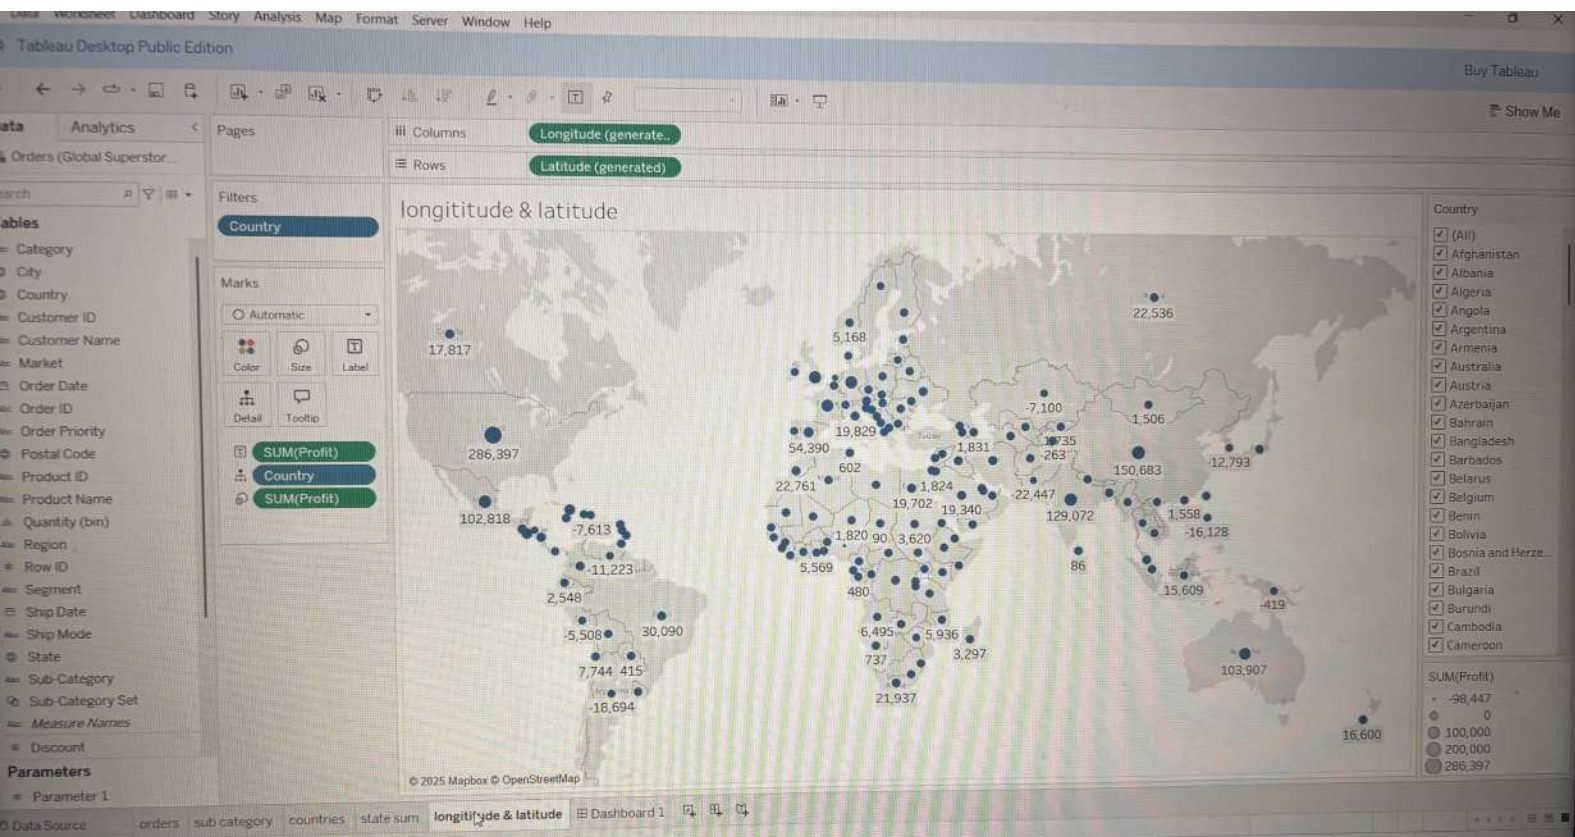 Data Worksheet Dashboard Story Analysis Map Format Server Window Help
Tableau Desktop Public Edition
Buy Tableau
Show Me
Analytics
Pages
Columns
Longitude (generate..
Rows
Latitude (generated)
Orders (Global Superstor...
Filters
Country
longititude & latitude
Category
City
Country
Customer ID
Customer Name
Market
Order Date
Order ID
Order Priority
Postal Code
Product ID
Product Name
Quantity (bin)
Region
Row ID
Segment
Ship Date
Ship Mode
State
Sub-Category
Sub-Category Set
Measure Names
Discount
Parameters
Parameter 1
Marks
Automatic
Color
Size
Label
Detail
Tooltip
SUM(Profit)
Country
SUM(Profit)
22,536
5,168
17,817
-7,100
1,506
19,829
286,397
54,390
1,831
-263
150,683
-12,793
602
22,761
1,824
19,702
19,340
-22,447
129,072
1,558
-16,128
102,818
-7,613
1,820
90
3,620
-11,223
5,569
86
480
15,609
2,548
-419
-5,508
30,090
6,495
5,936
737
3,297
7,744
415
103,907
-18,694
21,937
16,600
© 2025 Mapbox © OpenStreetMap
Country
(All)
Afghanistan
Albania
Algeria
Angola
Argentina
Armenia
Australia
Austria
Azerbaijan
Bahrain
Bangladesh
Barbados
Belarus
Belgium
Benin
Bolivia
Bosnia and Herze...
Brazil
Bulgaria
Burundi
Cambodia
Cameroon
SUM(Profit)
-98,447
0
100,000
200,000
286,397
Data Source
orders
sub category
countries
state sum
longititude & latitude
Dashboard 1